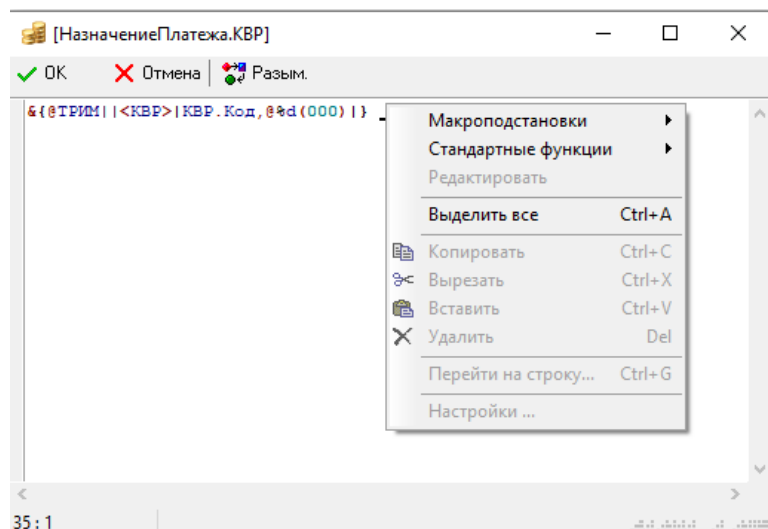 [НазначениеПлатежа.КВР]
ОК Отмена Разым.
&{@ТРИМ||<КВР>|КВР.Код,@%d(000)|}
Макроподстановки
Стандартные функции
Редактировать
Выделить все Ctrl+A
Копировать Ctrl+C
Вырезать Ctrl+X
Вставить Ctrl+V
Удалить Del
Перейти на строку... Ctrl+G
Настройки ...
35:1